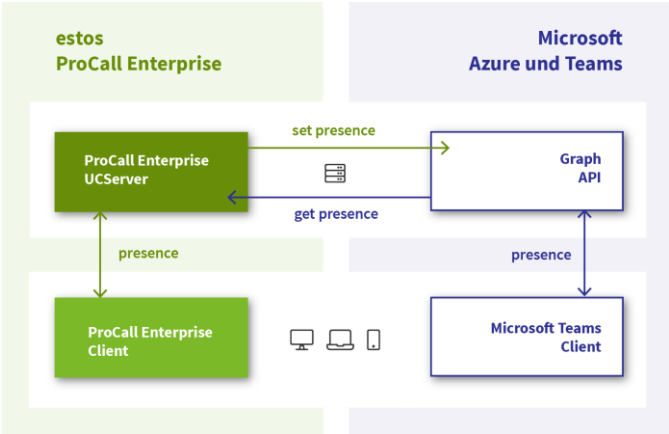 estos
ProCall Enterprise
Microsoft
Azure und Teams
ProCall Enterprise
UCServer
set presence
get presence
Graph
API
presence
presence
ProCall Enterprise
Client
Microsoft Teams
Client